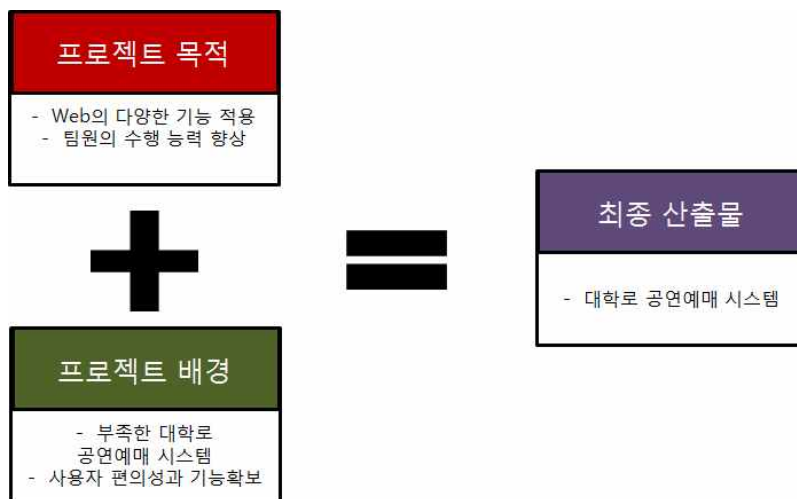 프로젝트 목적
- Web의 다양한 기능 적용
- 팀원의 수행 능력 향상
프로젝트 배경
- 부족한 대학로
공연예매 시스템
- 사용자 편의성과 기능확보
최종 산출물
- 대학로 공연예매 시스템